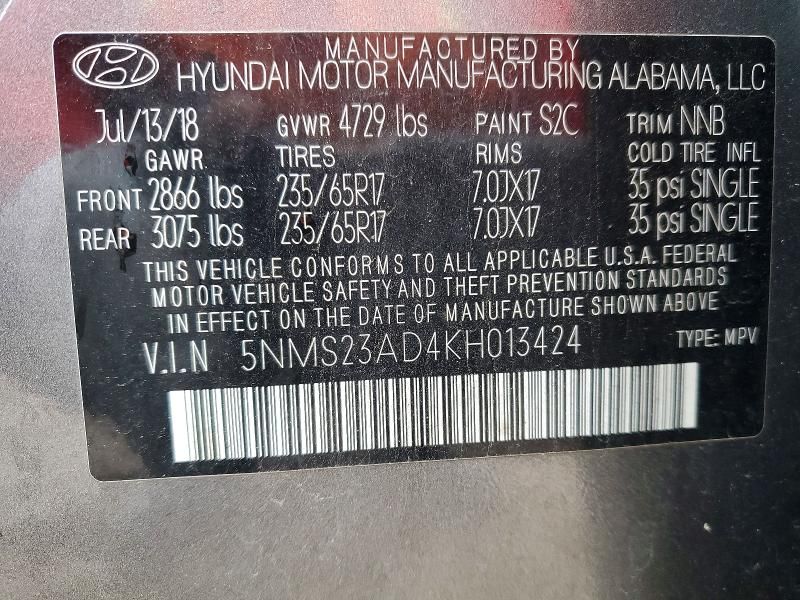 MANUFACTURED BY
HYUNDAI MOTOR MANUFACTURING ALABAMA, LLC
Jul/13/18 GVWR 4729 lbs PAINT S2C TRIM NNB
GAWR TIRES RIMS COLD TIRE INFL
FRONT 2866 lbs 235/65R17 7.0JX17 35 psi SINGLE
REAR 3075 lbs 235/65R17 7.0JX17 35 psi SINGLE
THIS VEHICLE CONFORMS TO ALL APPLICABLE U.S.A. FEDERAL
MOTOR VEHICLE SAFETY AND THEFT PREVENTION STANDARDS
IN EFFECT ON THE DATE OF MANUFACTURE SHOWN ABOVE
V.I.N 5NMS23AD4KH013424 TYPE: MPV